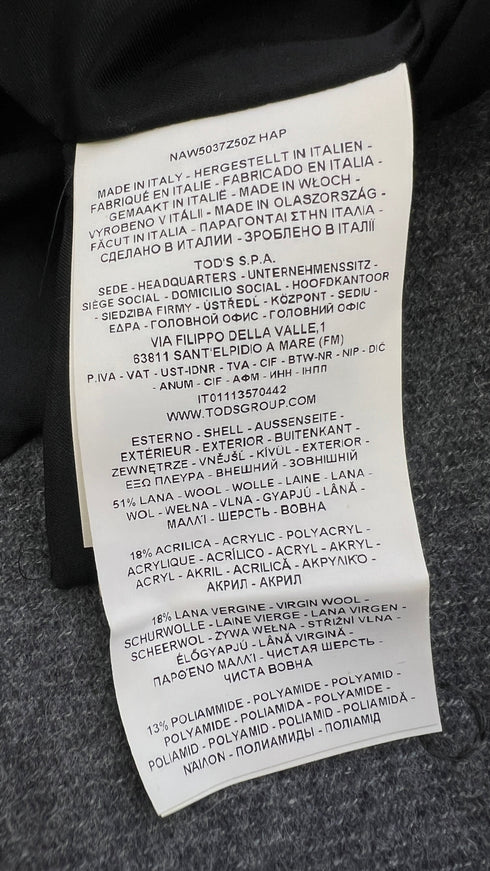 NAW5037Z50Z HAP
MADE IN ITALY - HERGESTELLT IN ITALIEN -
FABRIQUÉ EN ITALIE - FABRICADO EN ITALIA -
GEMAAKT IN ITALIË - MADE IN WŁOCH -
VYROBENO V ITÁLII - MADE IN OLASZORSZÁG -
FĂCUT IN ITALIA - ΠΑΡΑΓΟΝΤΑΙ ΣΤΗΝ ΙΤΑΛΙΑ -
СДЕЛАНО В ИТАЛИИ - ЗРОБЛЕНО В ІТАЛІЇ
TOD'S S.P.A.
SEDE - HEADQUARTERS - UNTERNEHMENSSITZ -
SIÈGE SOCIAL - DOMICILIO SOCIAL - HOOFDKANTOOR
- SIEDZIBA FIRMY - ÚSTŘEDÍ - KÖZPONT - SEDIU -
ΕΔΡΑ - ГОЛОВНОЙ ОФИС - ГОЛОВНИЙ ОФІС
VIA FILIPPO DELLA VALLE,1
63811 SANT'ELPIDIO A MARE (FM)
P.IVA - VAT - UST-IDNR - TVA - CIF - BTW-NR - NIP - DIČ
- ANUM - CIF - ΑΦΜ - ИНН - ІНПП
IT01113570442
WWW.TODSGROUP.COM
ESTERNO - SHELL - AUSSENSEITE -
EXTÉRIEUR - EXTERIOR - BUITENKANT -
ZEWNĘTRZE - VNĚJŠÍ - KÍVÜL - EXTERIOR -
ΕΞΩ ΠΛΕΥΡΑ - ВНЕШНИЙ - ЗОВНІШНІЙ
51% LANA - WOOL - WOLLE - LAINE - LANA -
WOL - WEŁNA - VLNA - GYAPJÚ - LÂNĂ -
ΜΑΛΛΊ - ШЕРСТЬ - ВОВНА
18% ACRILICA - ACRYLIC - POLYACRYL -
ACRYLIQUE - ACRÍLICO - ACRYL - AKRYL -
ACRYL - AKRIL - ACRILICĂ - ΑΚΡΥΛΙΚΌ -
АКРИЛ - АКРИЛ
18% LANA VERGINE - VIRGIN WOOL -
SCHURWOLLE - LAINE VIERGE - LANA VIRGEN -
SCHEERWOL - ŻYWA WEŁNA - STŘIŽNÍ VLNA -
ÉLŐGYAPJÚ - LÂNĂ VIRGINĂ -
ΠΑΡΘΈΝΟ ΜΑΛΛΊ - ЧИСТАЯ ШЕРСТЬ -
ЧИСТА ВОВНА
13% POLIAMMIDE - POLYAMIDE - POLYAMID -
POLYAMIDE - POLIAMIDA - POLYAMIDE -
POLIAMID - POLYAMID - POLIAMID - POLIAMIDĂ -
ΝΑΪΛΟΝ - ПОЛИАМИДЫ - ПОЛІАМІД